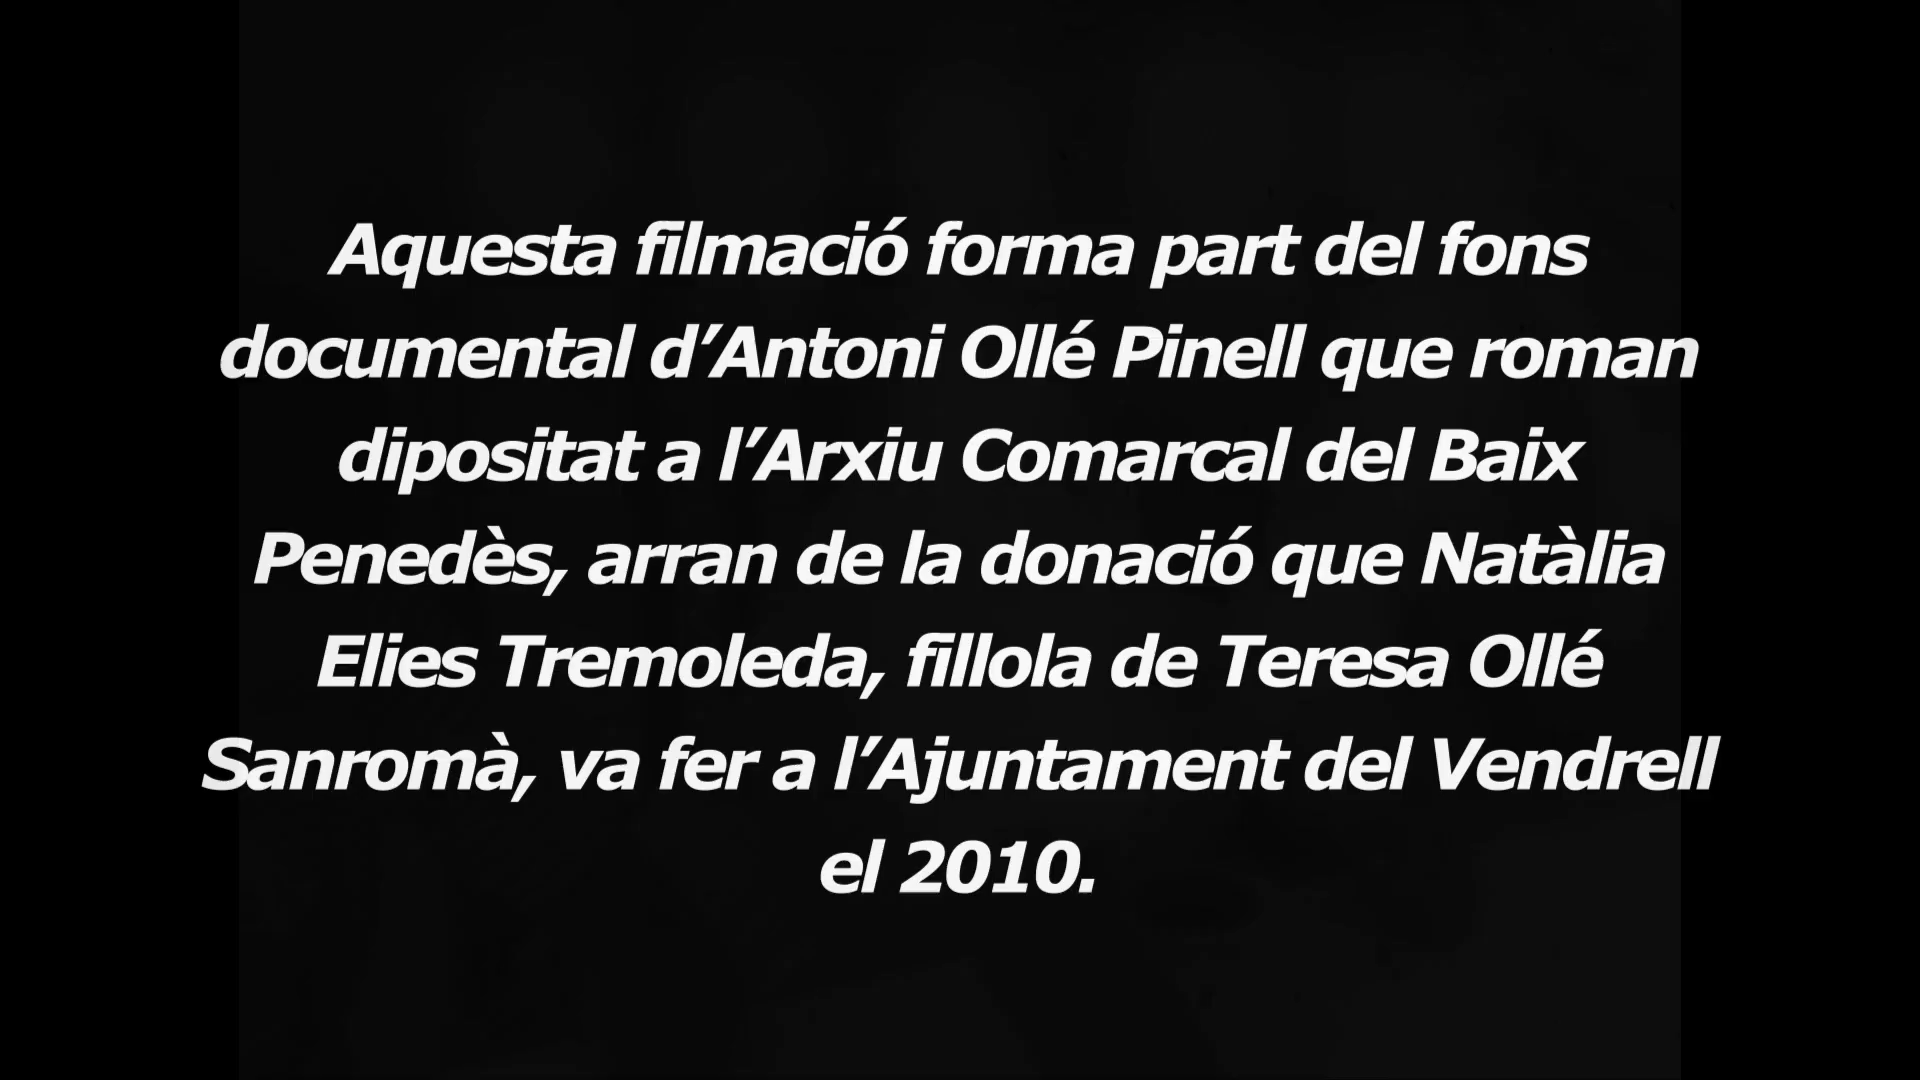 Aquesta filmació forma part del fons
documental d’Antoni Ollé Pinell que roman
dipositat a l’Arxiu Comarcal del Baix
Penedès, arran de la donació que Natàlia
Elies Tremoleda, fillola de Teresa Ollé
Sanromà, va fer a l’Ajuntament del Vendrell
el 2010.